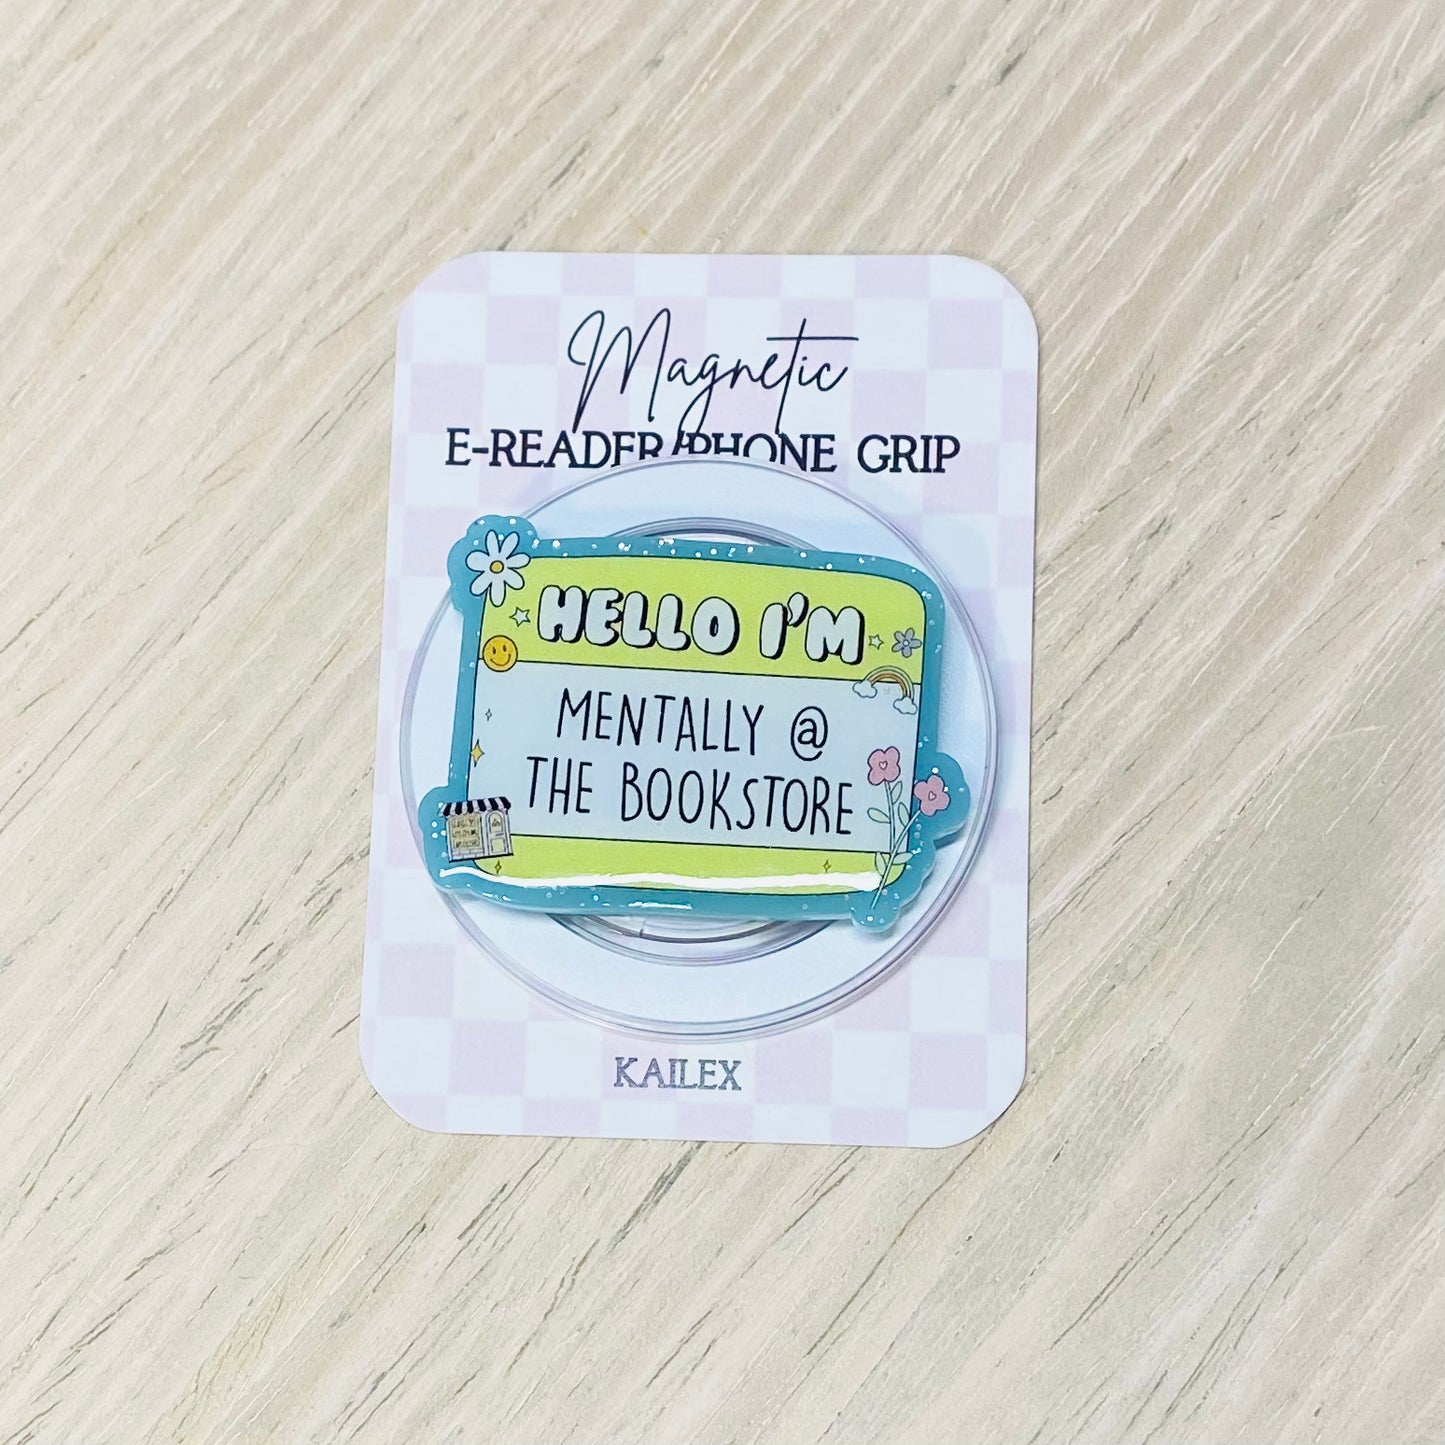 Magnetic
E-READER/PHONE GRIP
HELLO I'M
MENTALLY @
THE BOOKSTORE
KAILEX